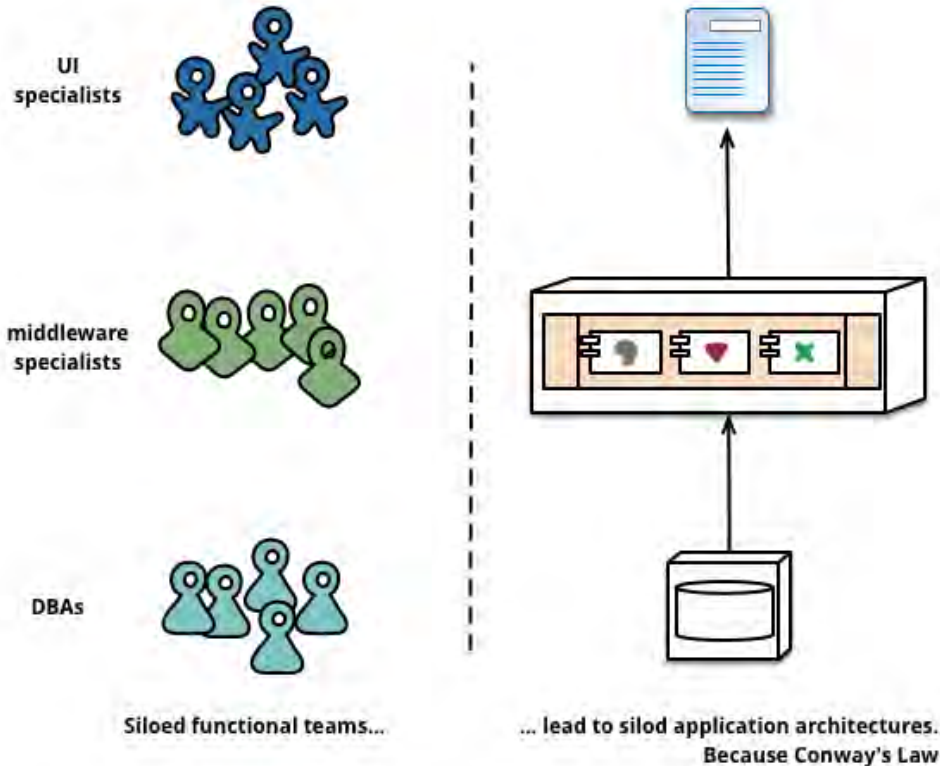 UI
specialists
middleware
specialists
DBAs
Siloed functional teams...
... lead to silod application architectures.
Because Conway's Law